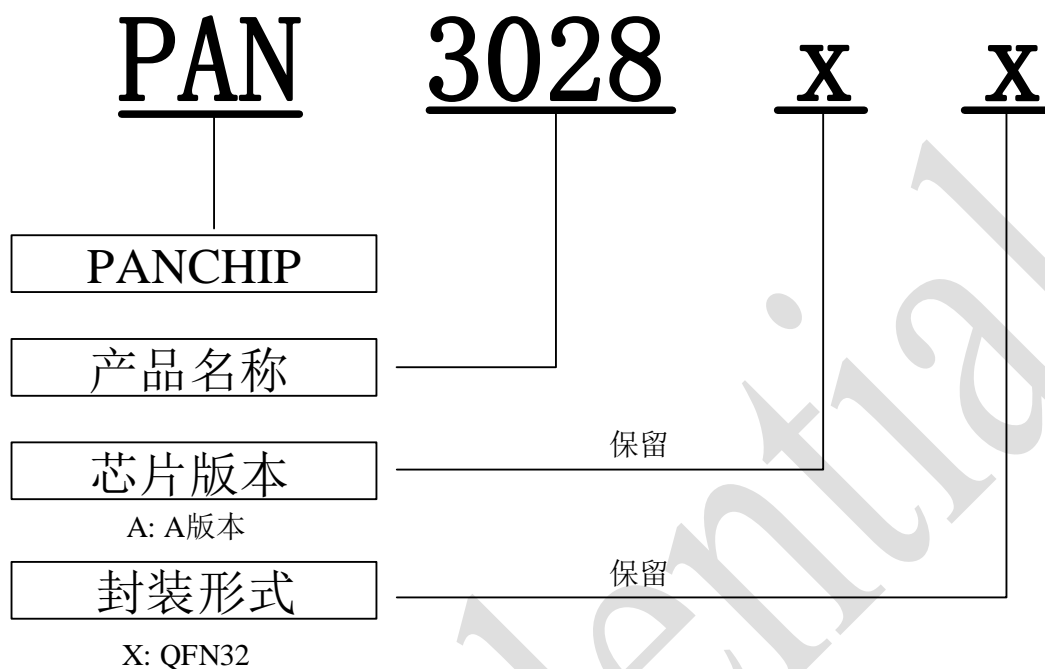 PAN 3028 x x
PANCHIP
产品名称
保留
芯片版本
A: A版本
保留
封装形式
X: QFN32